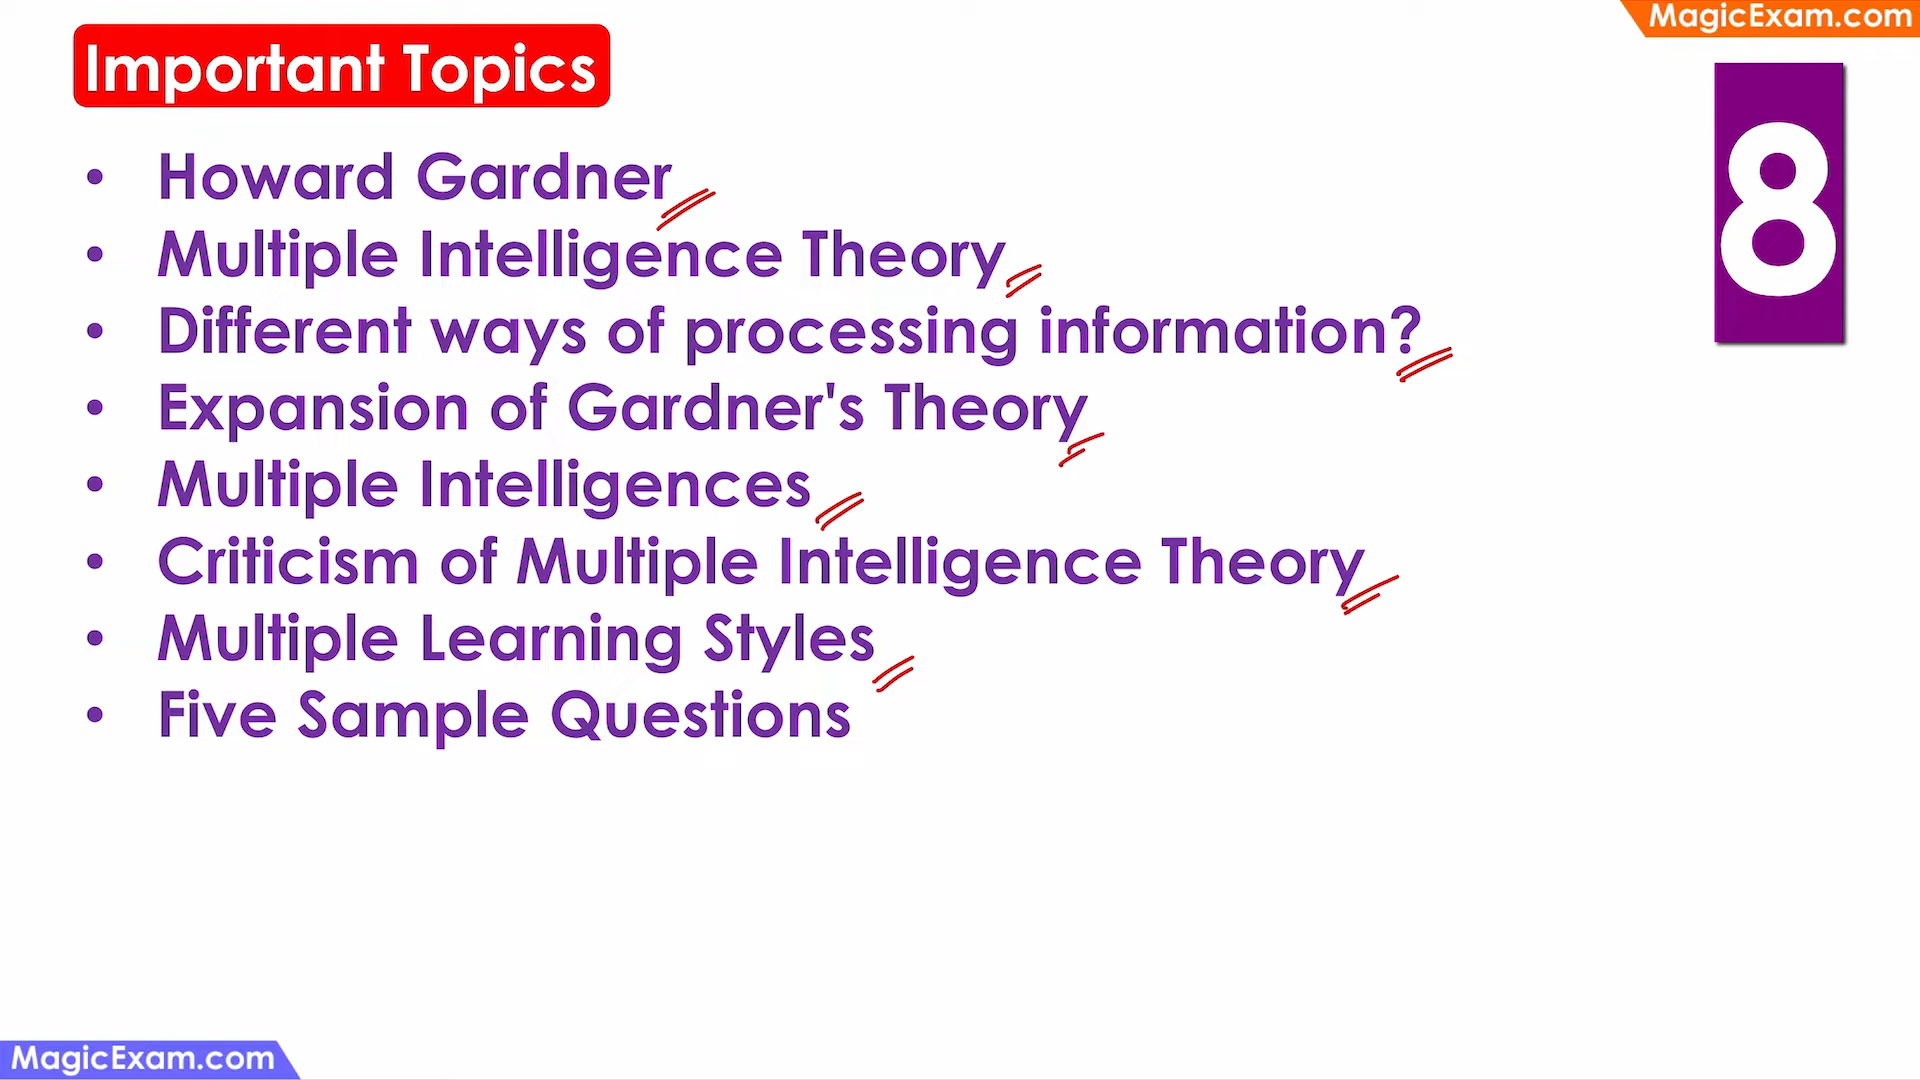 MagicExam.com
Important Topics
8
• Howard Gardner
• Multiple Intelligence Theory
• Different ways of processing information?
• Expansion of Gardner's Theory
• Multiple Intelligences
• Criticism of Multiple Intelligence Theory
• Multiple Learning Styles
• Five Sample Questions
MagicExam.com